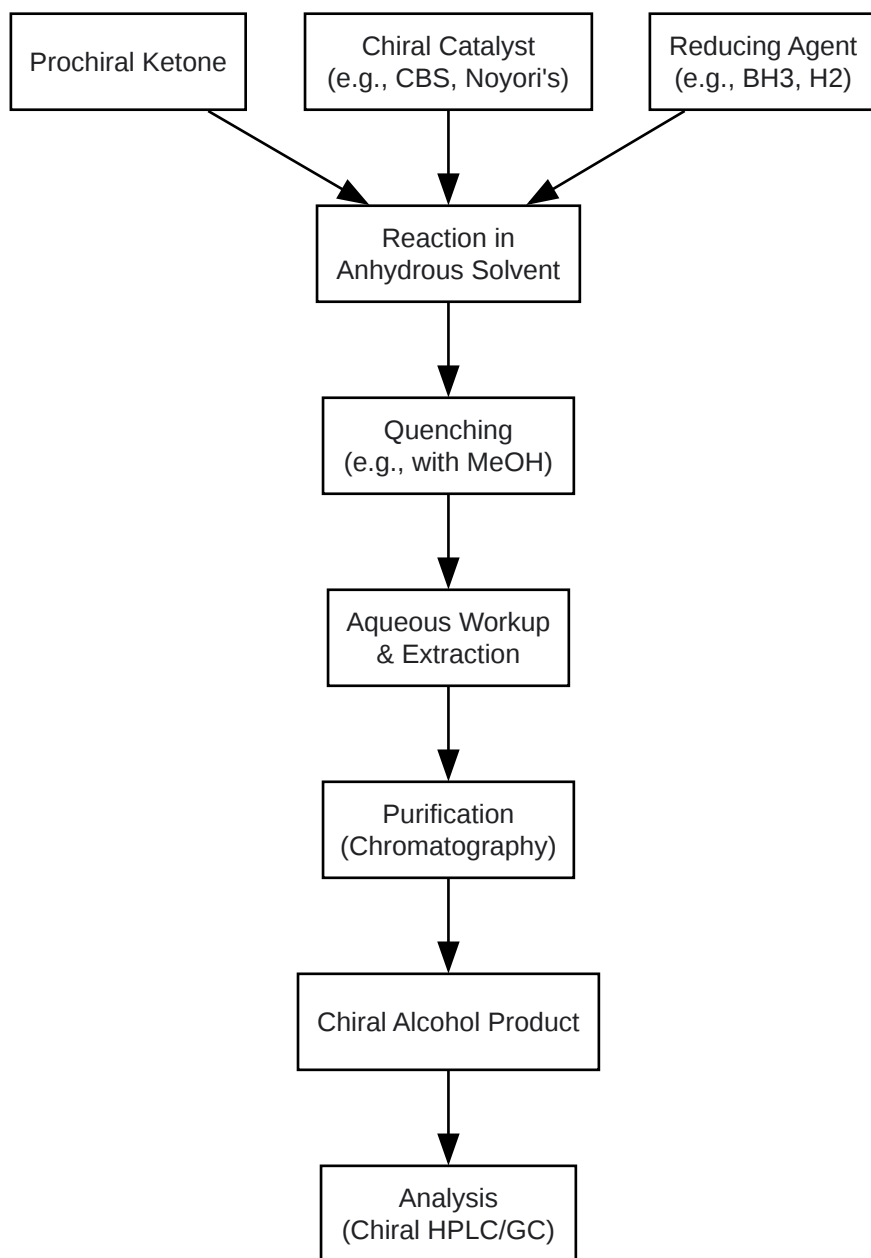 Prochiral Ketone
Chiral Catalyst
(e.g., CBS, Noyori's)
Reducing Agent
(e.g., BH3, H2)
Reaction in
Anhydrous Solvent
Quenching
(e.g., with MeOH)
Aqueous Workup
& Extraction
Purification
(Chromatography)
Chiral Alcohol Product
Analysis
(Chiral HPLC/GC)